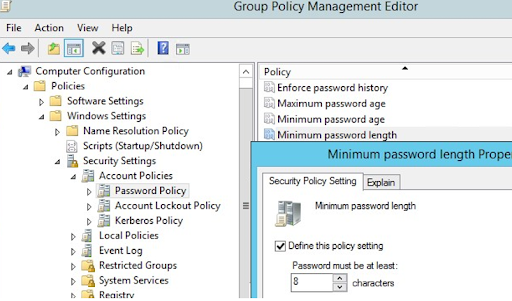 Group Policy Management Editor
File Action View Help
Computer Configuration
Policies
Software Settings
Windows Settings
Name Resolution Policy
Scripts (Startup/Shutdown)
Security Settings
Account Policies
Password Policy
Account Lockout Policy
Kerberos Policy
Local Policies
Event Log
Restricted Groups
System Services
Registry
Policy
Enforce password history
Maximum password age
Minimum password age
Minimum password length
Minimum password length Proper
Security Policy Setting Explain
Minimum password length
Define this policy setting
Password must be at least:
8 characters